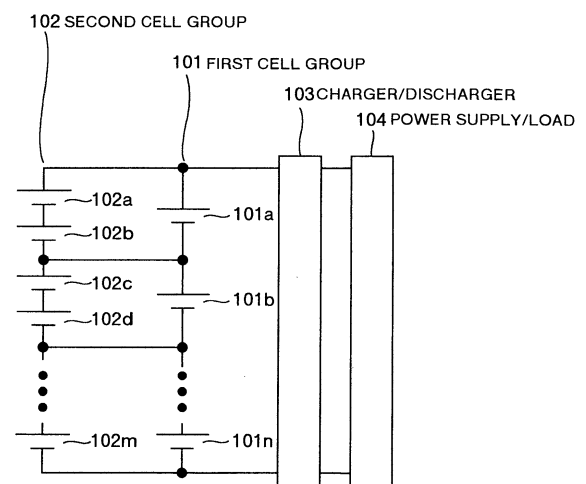 102 SECOND CELL GROUP
101 FIRST CELL GROUP
103 CHARGER/DISCHARGER
104 POWER SUPPLY/LOAD
102a
101a
102b
102c
101b
102d
102m
101n